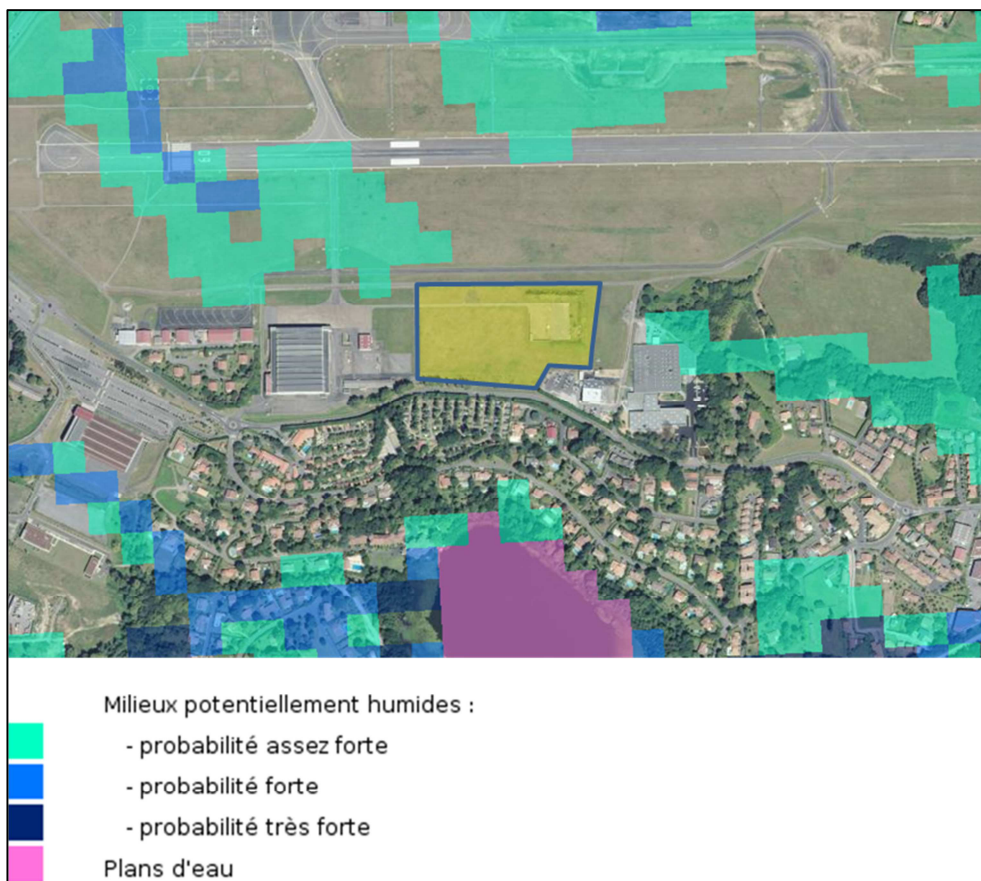 Milieux potentiellement humides :
- probabilité assez forte
- probabilité forte
- probabilité très forte
Plans d'eau